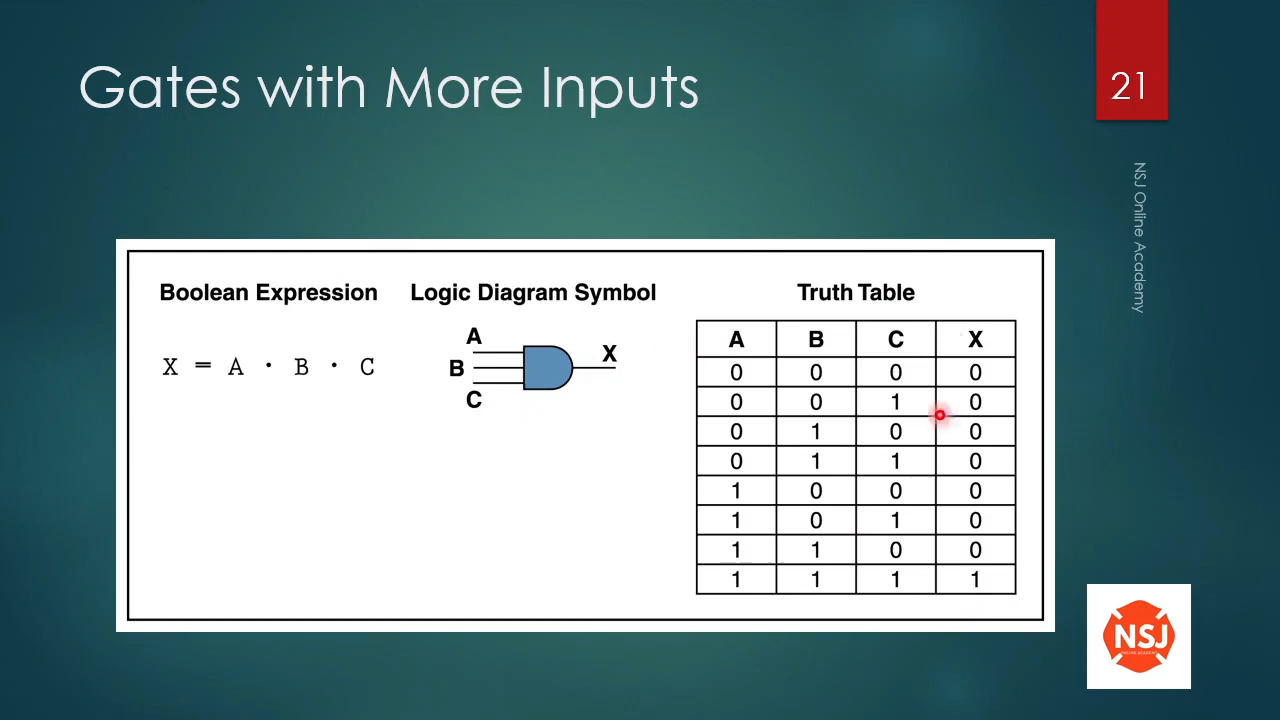 Gates with More Inputs
21
NSJ Online Academy
Boolean Expression
Logic Diagram Symbol
Truth Table
X = A · B · C
A
B
C
X
A B C X
0 0 0 0
0 0 1 0
0 1 0 0
0 1 1 0
1 0 0 0
1 0 1 0
1 1 0 0
1 1 1 1
NSJ
ONLINE ACADEMY